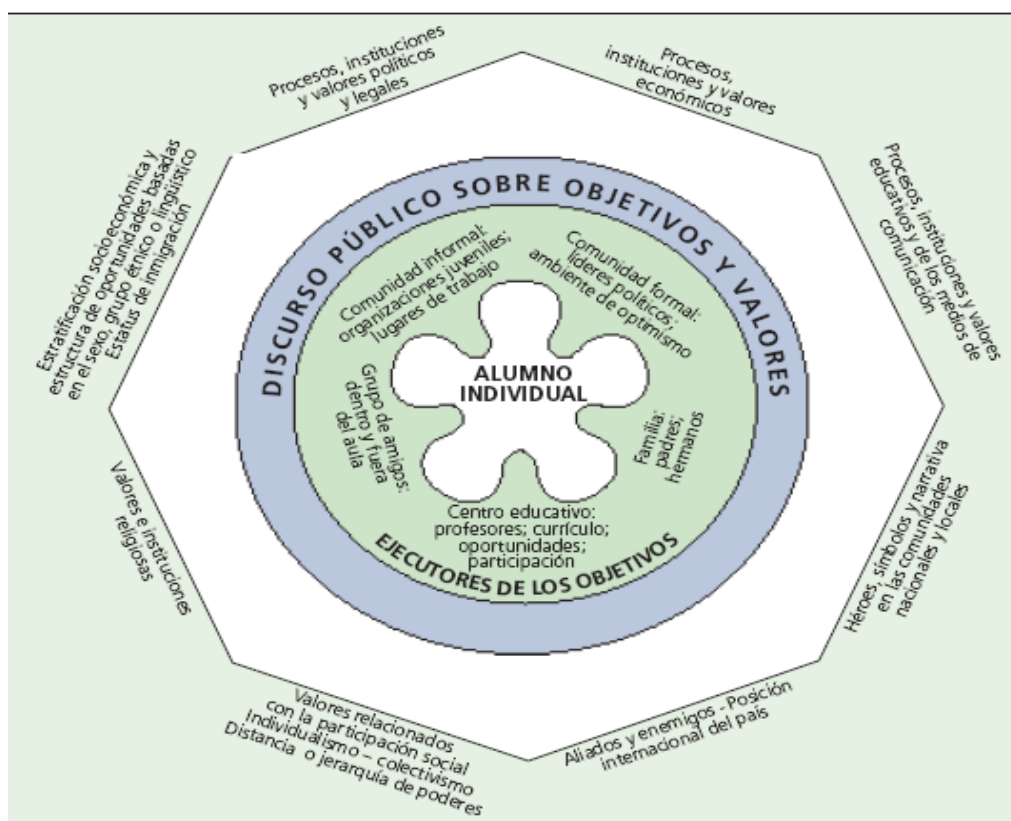 Procesos, instituciones
y valores políticos
y legales
Procesos,
instituciones y valores
económicos
Procesos, instituciones y valores
educativos y de los medios de
comunicación
Héroes, símbolos y narrativa
en las comunidades
nacionales y locales
Aliados y enemigos - Posición
internacional del país
Valores relacionados
con la participación social
Individualismo – colectivismo
Distancia o jerarquía de poderes
Valores e instituciones
religiosas
Estratificación socioeconómica y
estructura de oportunidades basadas
en el sexo, grupo étnico o lingüístico
Estatus de inmigración
DISCURSO PÚBLICO SOBRE OBJETIVOS Y VALORES
Comunidad informal:
organizaciones juveniles;
lugares de trabajo
Comunidad formal:
líderes políticos;
ambiente de optimismo
Familia:
padres;
hermanos
Centro educativo:
profesores; currículo;
oportunidades;
participación
Grupo de amigos:
dentro y fuera
del aula
ALUMNO
INDIVIDUAL
EJECUTORES DE LOS OBJETIVOS